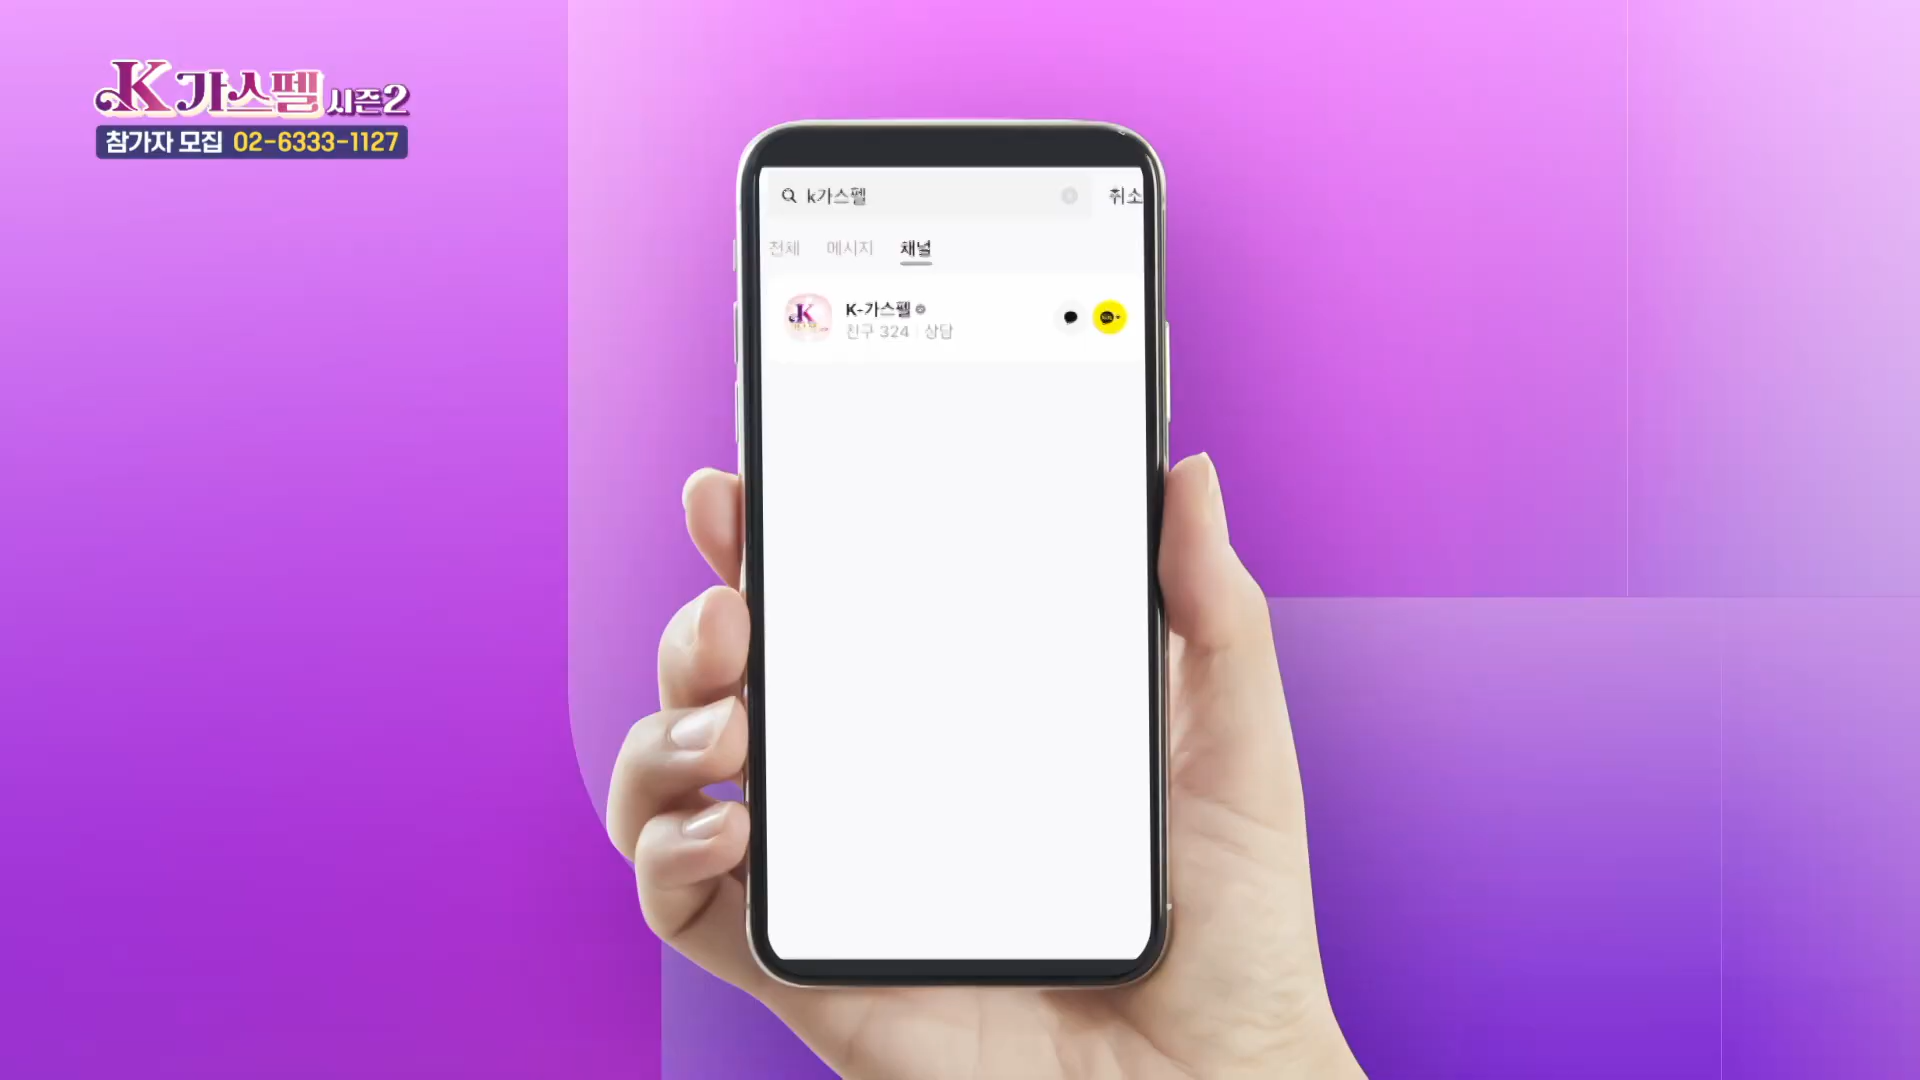 K가스펠 시즌2
참가자 모집 02-6333-1127
k가스펠
취소
전체 메시지 채널
K-가스펠
친구 324 상담